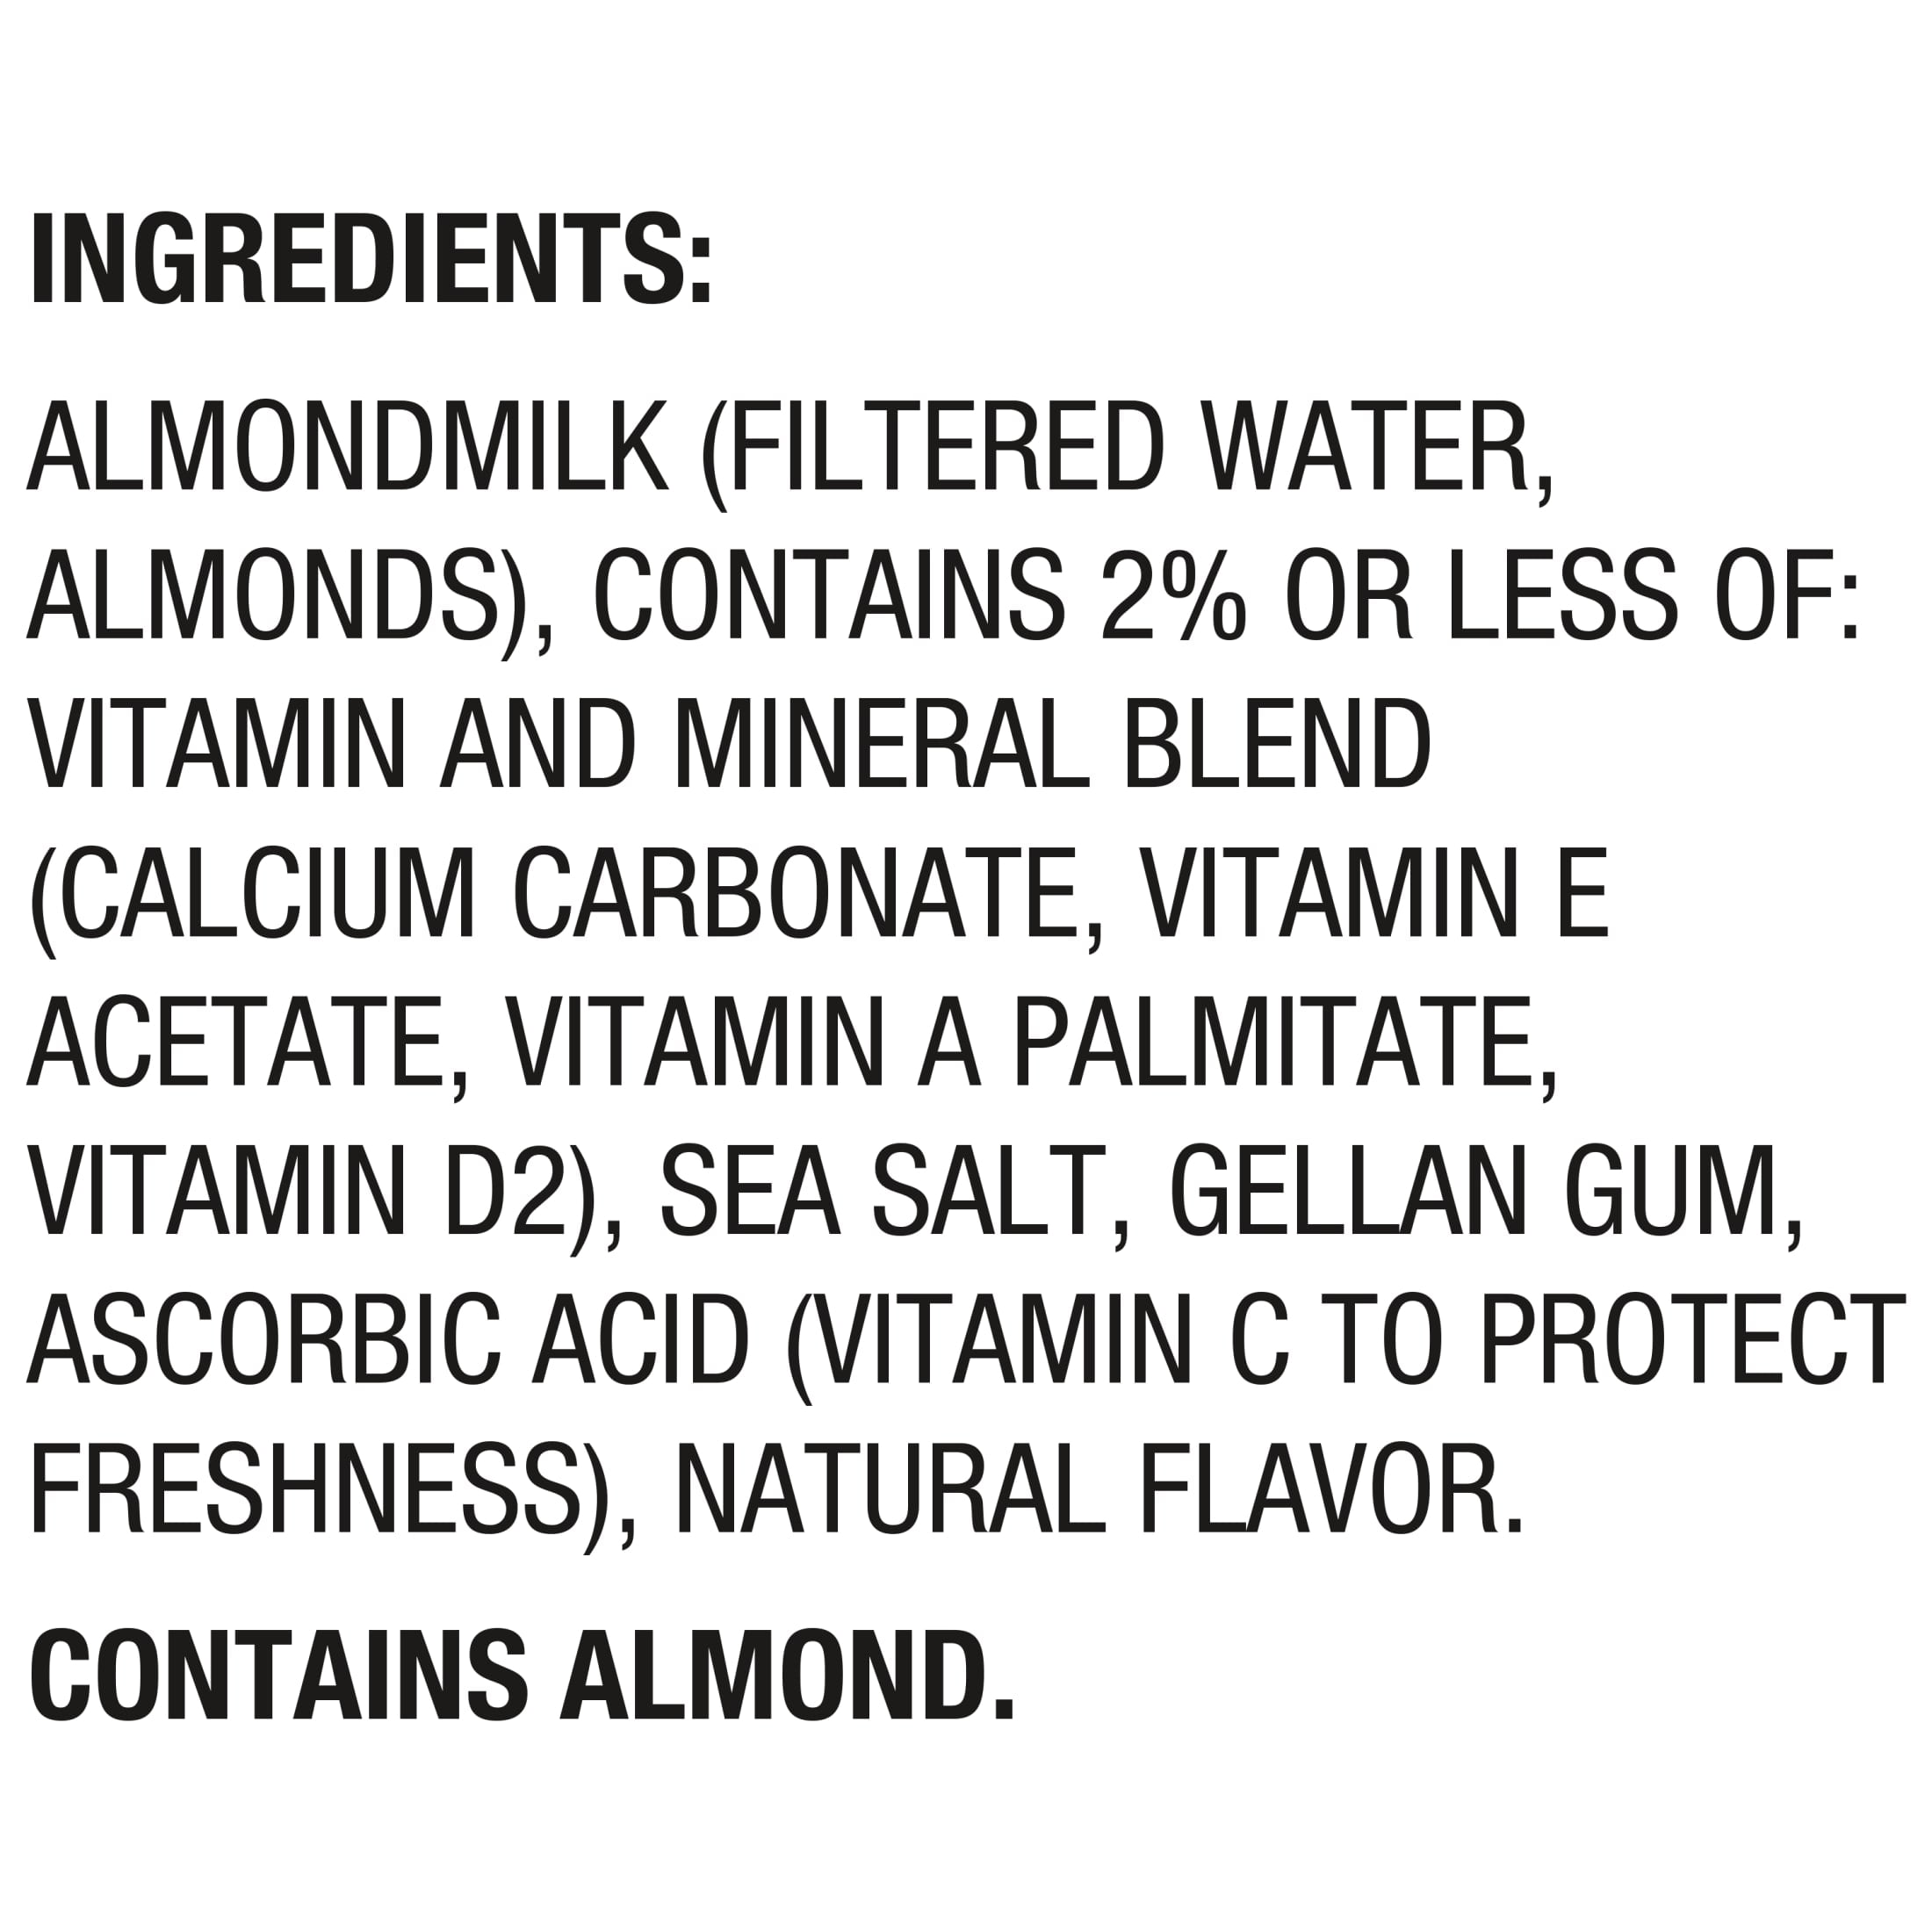 INGREDIENTS:
ALMONDMILK (FILTERED WATER,
ALMONDS), CONTAINS 2% OR LESS OF:
VITAMIN AND MINERAL BLEND
(CALCIUM CARBONATE, VITAMIN E
ACETATE, VITAMIN A PALMITATE,
VITAMIN D2), SEA SALT, GELLAN GUM,
ASCORBIC ACID (VITAMIN C TO PROTECT
FRESHNESS), NATURAL FLAVOR.
CONTAINS ALMOND.